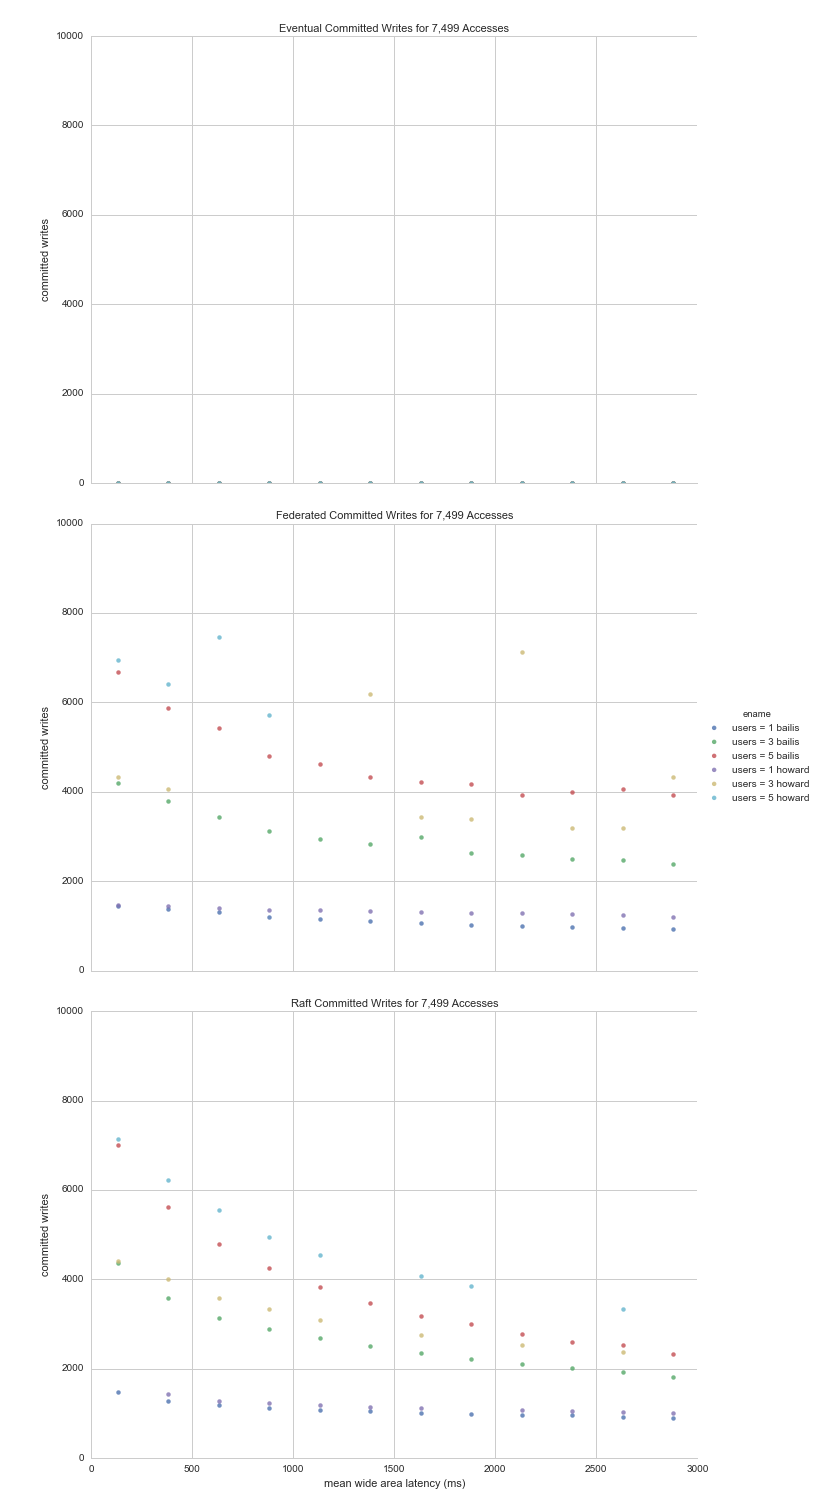 Eventual Committed Writes for 7,499 Accesses
10000
8000
6000
4000
2000
0
committed writes
Federated Committed Writes for 7,499 Accesses
10000
8000
6000
4000
2000
0
committed writes
ename
users = 1 bailis
users = 3 bailis
users = 5 bailis
users = 1 howard
users = 3 howard
users = 5 howard
Raft Committed Writes for 7,499 Accesses
10000
8000
6000
4000
2000
0
committed writes
0 500 1000 1500 2000 2500 3000
mean wide area latency (ms)